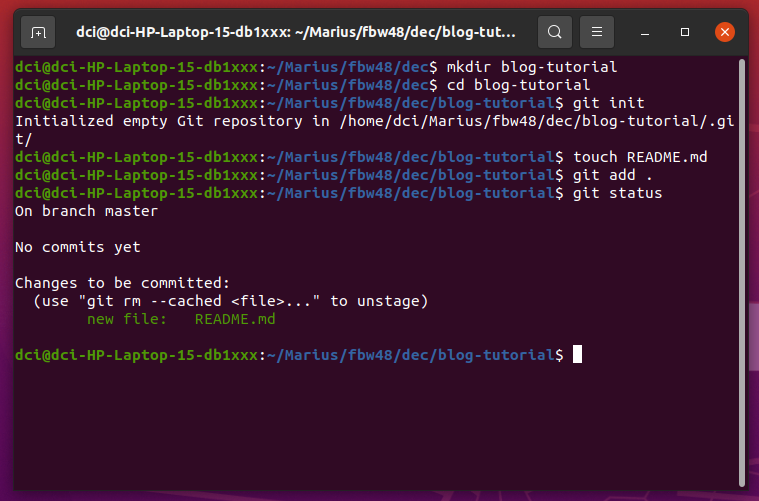 dci@dci-HP-Laptop-15-db1xxx: ~/Marius/fbw48/dec/blog-tut...
dci@dci-HP-Laptop-15-db1xxx:~/Marius/fbw48/dec$ mkdir blog-tutorial
dci@dci-HP-Laptop-15-db1xxx:~/Marius/fbw48/dec$ cd blog-tutorial
dci@dci-HP-Laptop-15-db1xxx:~/Marius/fbw48/dec/blog-tutorial$ git init
Initialized empty Git repository in /home/dci/Marius/fbw48/dec/blog-tutorial/.gi
t/
dci@dci-HP-Laptop-15-db1xxx:~/Marius/fbw48/dec/blog-tutorial$ touch README.md
dci@dci-HP-Laptop-15-db1xxx:~/Marius/fbw48/dec/blog-tutorial$ git add .
dci@dci-HP-Laptop-15-db1xxx:~/Marius/fbw48/dec/blog-tutorial$ git status
On branch master
No commits yet
Changes to be committed:
  (use "git rm --cached <file>..." to unstage)
        new file:   README.md
dci@dci-HP-Laptop-15-db1xxx:~/Marius/fbw48/dec/blog-tutorial$